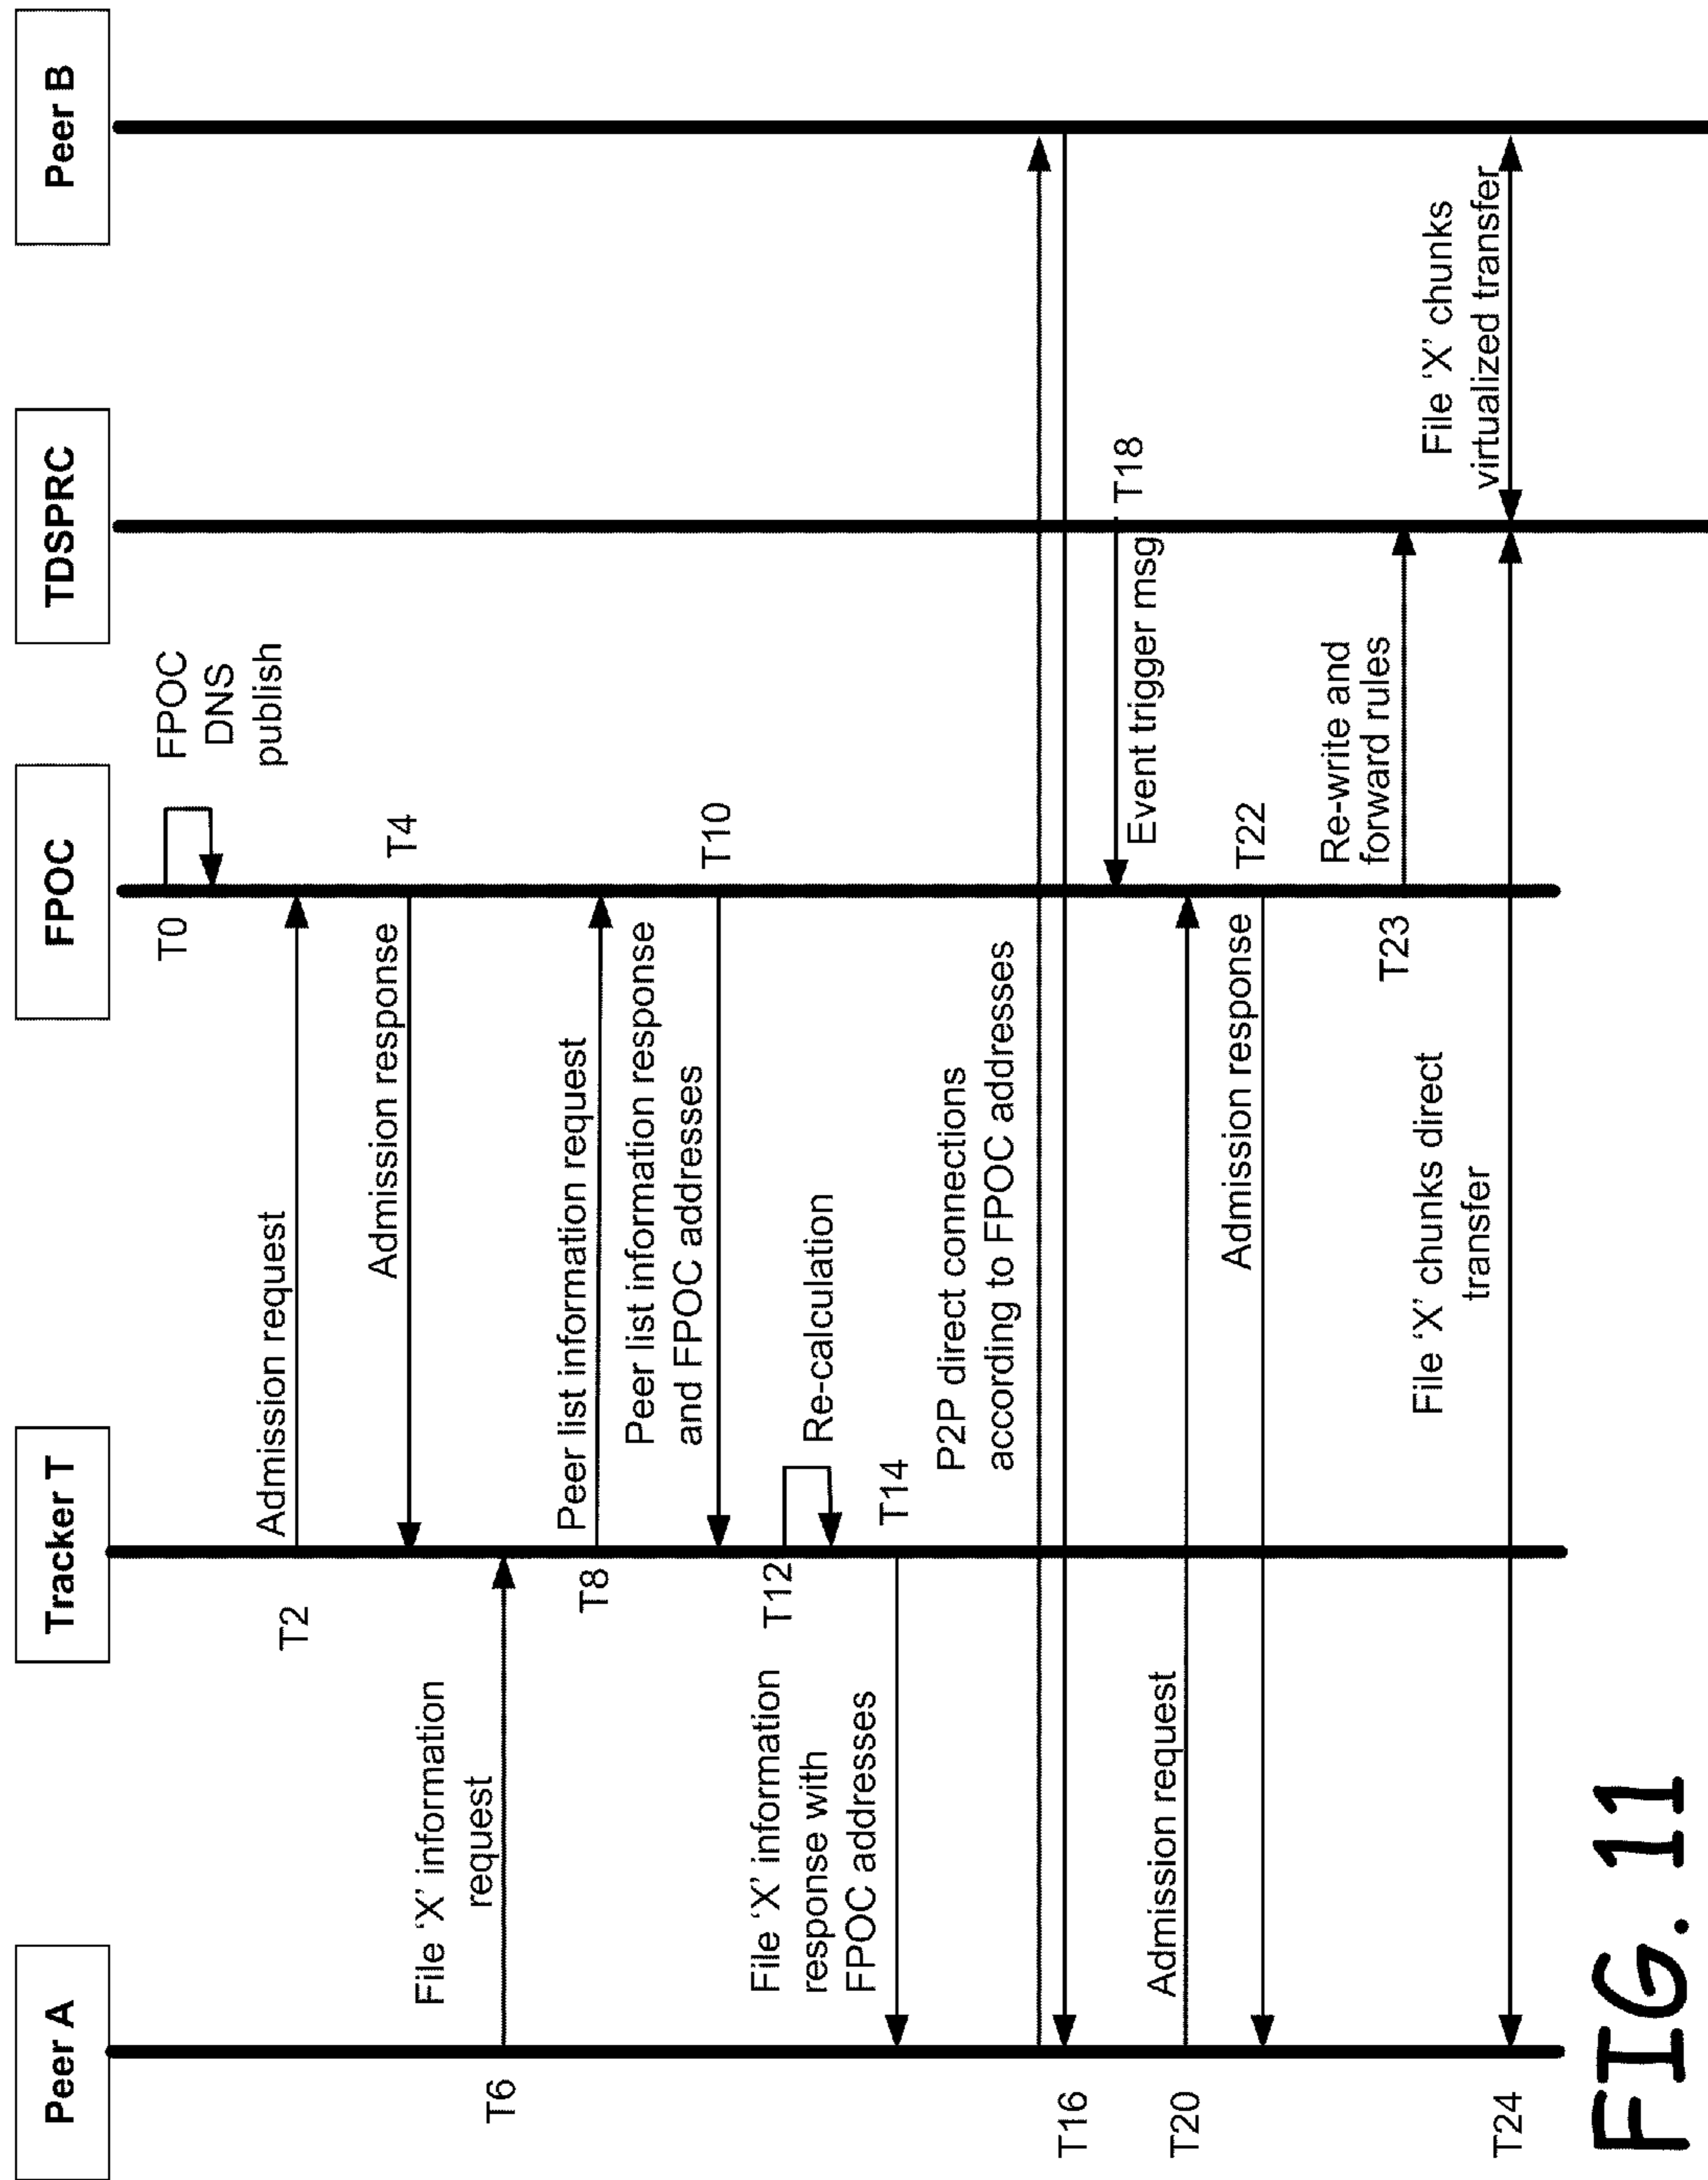 Peer A
Tracker T
FPOC
TDSPRC
Peer B
T0
FPOC
DNS
publish
T2
Admission request
Admission response
T4
T6
File ‘X’ information
request
T8
Peer list information request
Peer list information response
and FPOC addresses
T10
T12
Re-calculation
File ‘X’ information
response with
FPOC addresses
T14
P2P direct connections
according to FPOC addresses
T16
T18
Event trigger msg
T20
Admission request
Admission response
T22
T23
Re-write and
forward rules
T24
File ‘X’ chunks direct
transfer
File ‘X’ chunks
virtualized transfer
FIG. 11